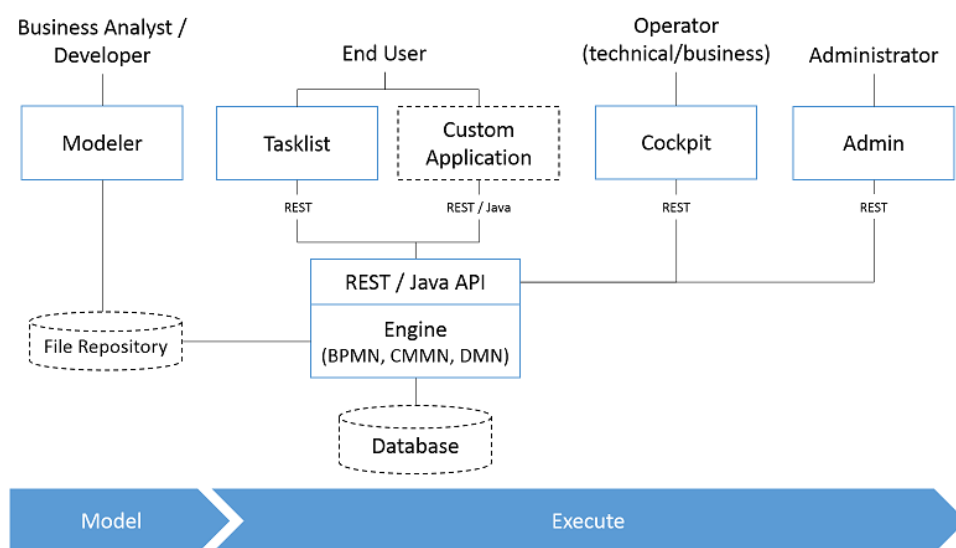 Business Analyst /
Developer
End User
Operator
(technical/business)
Administrator
Modeler
Tasklist
Custom
Application
Cockpit
Admin
REST
REST / Java
REST
REST
REST / Java API
Engine
(BPMN, CMMN, DMN)
File Repository
Database
Model
Execute